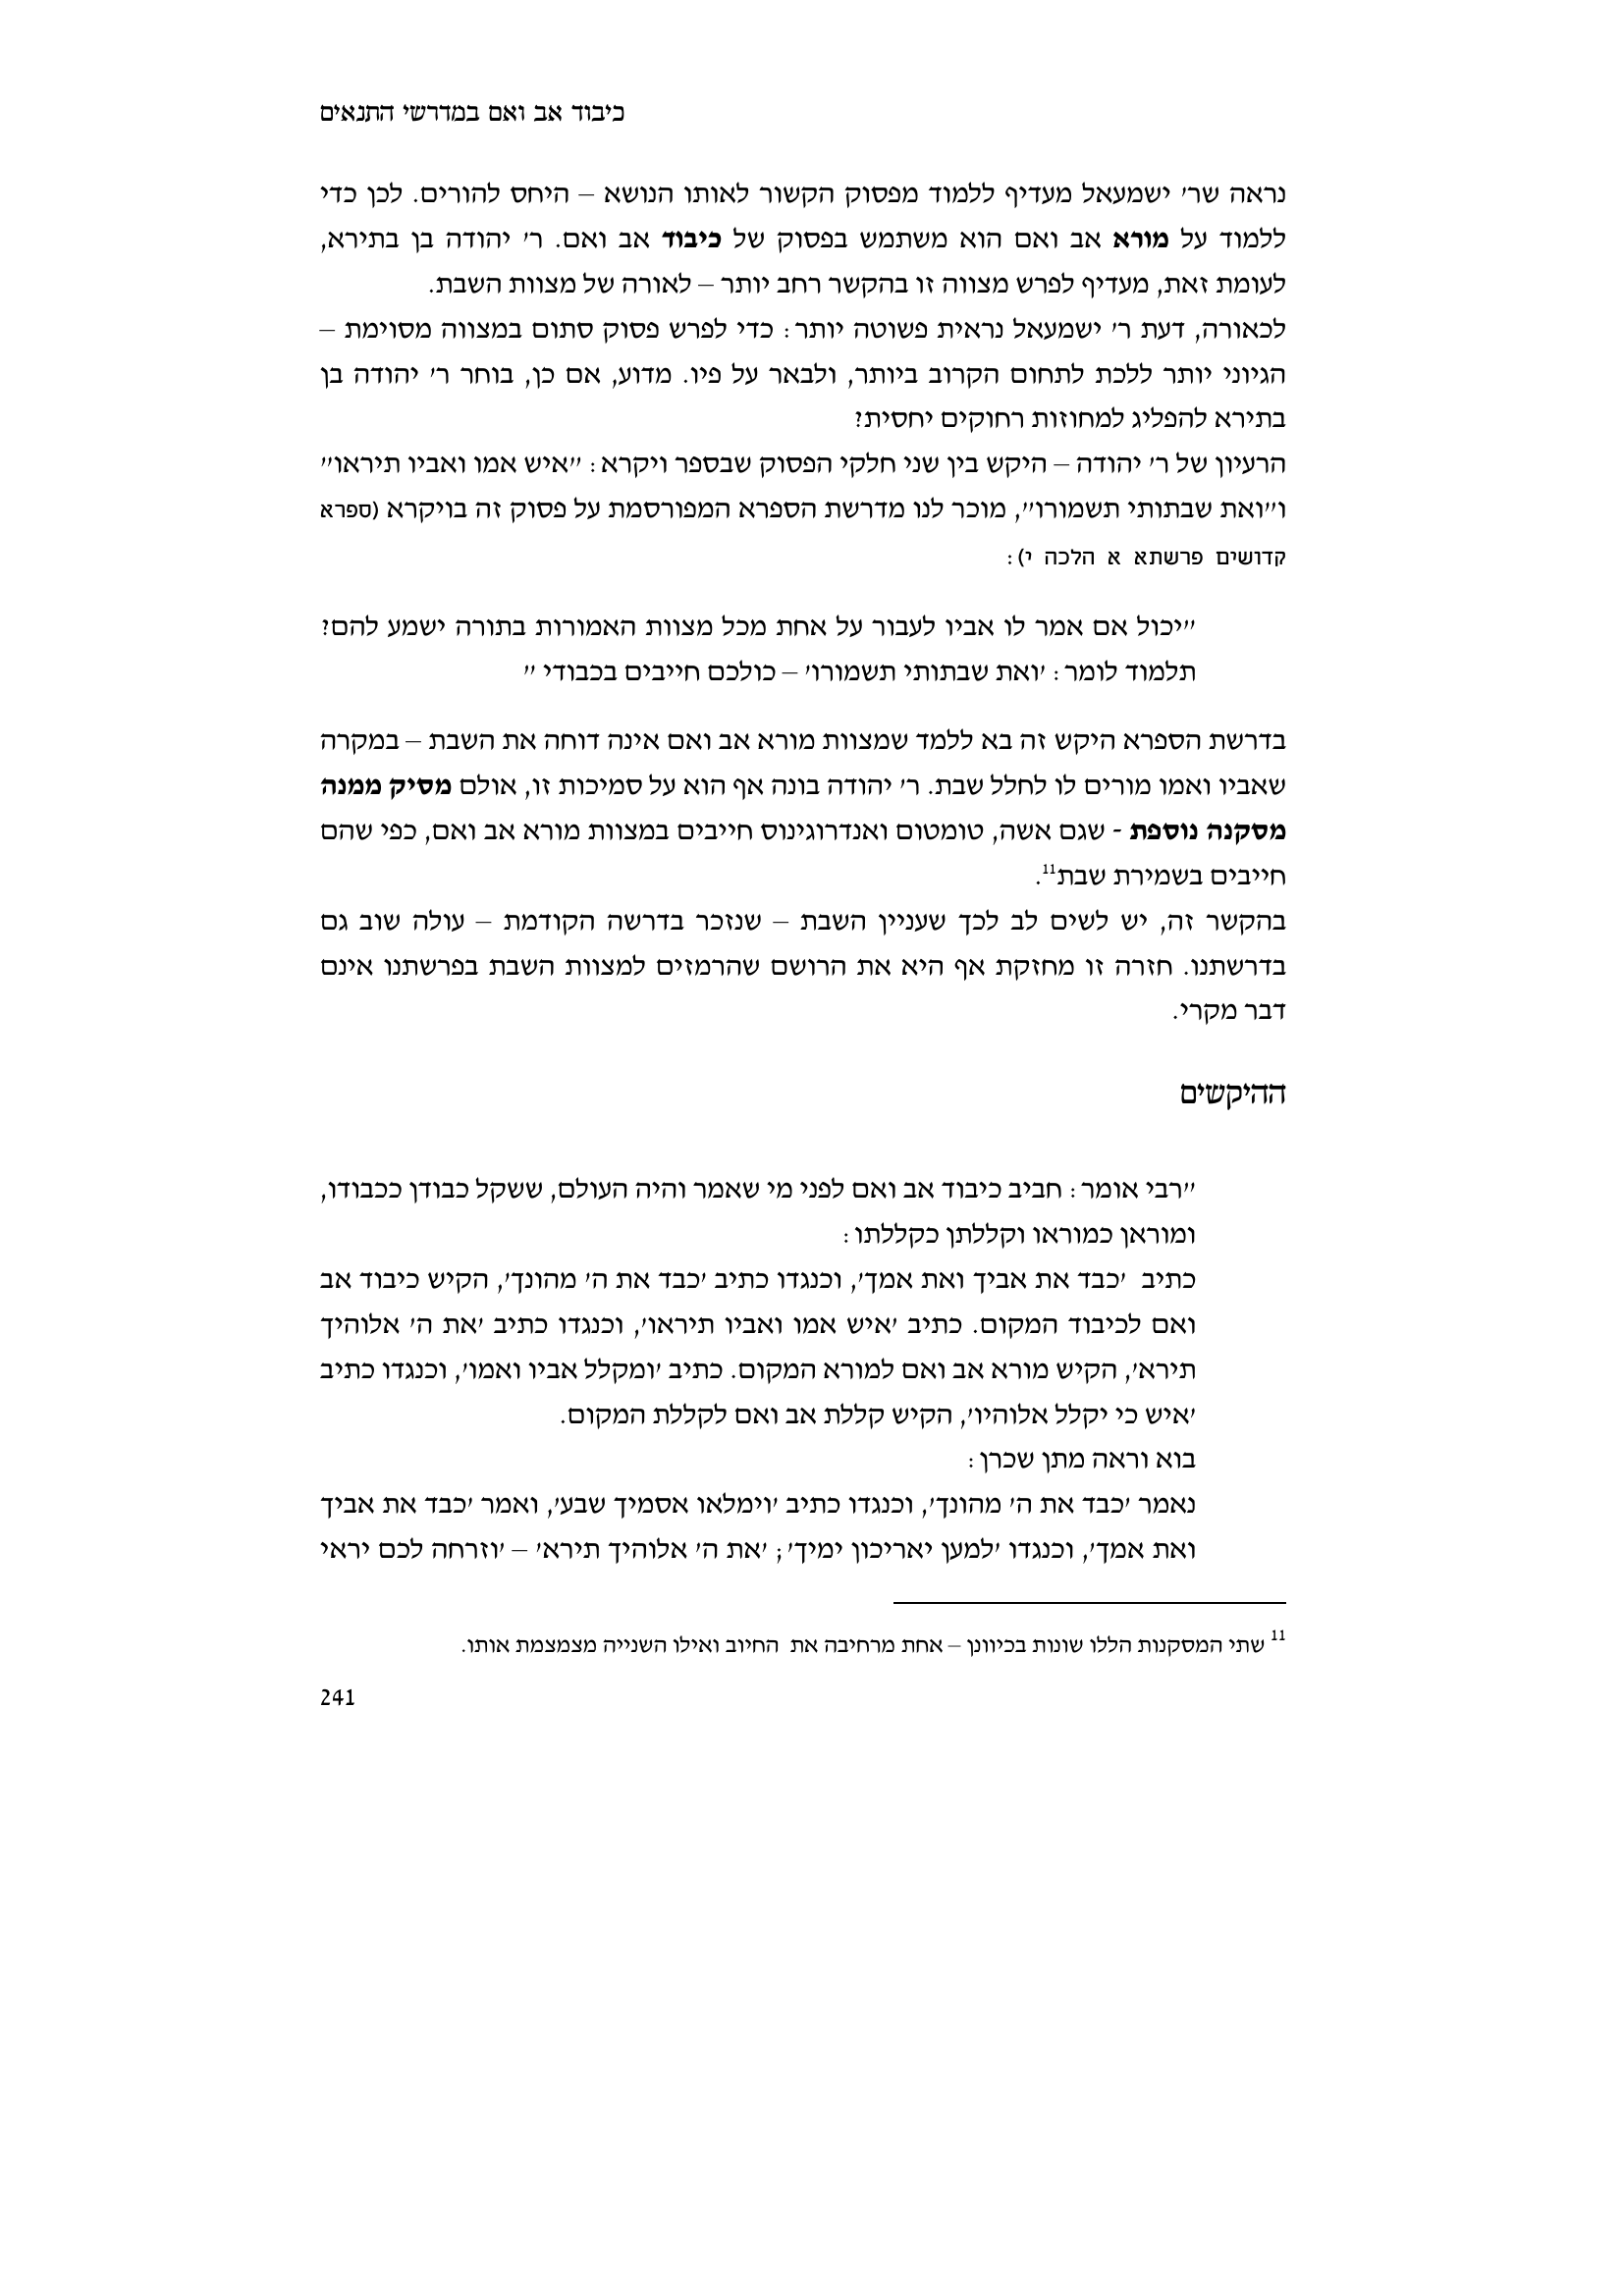 כיבוד אב ואם במדרשי התנאים
נראה שר' ישמעאל מעדיף ללמוד מפסוק הקשור לאותו הנושא – היחס להורים. לכן כדי
ללמוד על מורא אב ואם הוא משתמש בפסוק של כיבוד אב ואם. ר' יהודה בן בתירא,
לעומת זאת, מעדיף לפרש מצווה זו בהקשר רחב יותר – לאורה של מצוות השבת.
לכאורה, דעת ר' ישמעאל נראית פשוטה יותר: כדי לפרש פסוק סתום במצווה מסוימת –
הגיוני יותר ללכת לתחום הקרוב ביותר, ולבאר על פיו. מדוע, אם כן, בוחר ר' יהודה בן
בתירא להפליג למחוזות רחוקים יחסית?
הרעיון של ר' יהודה – היקש בין שני חלקי הפסוק שבספר ויקרא: "איש אמו ואביו תיראו"
ו"ואת שבתותי תשמורו", מוכר לנו מדרשת הספרא המפורסמת על פסוק זה בויקרא (ספרא
קדושים פרשתא א הלכה י):
"יכול אם אמר לו אביו לעבור על אחת מכל מצוות האמורות בתורה ישמע להם?
תלמוד לומר: 'ואת שבתותי תשמורו' – כולכם חייבים בכבודי "
בדרשת הספרא היקש זה בא ללמד שמצוות מורא אב ואם אינה דוחה את השבת – במקרה
שאביו ואמו מורים לו לחלל שבת. ר' יהודה בונה אף הוא על סמיכות זו, אולם מסיק ממנה
מסקנה נוספת - שגם אשה, טומטום ואנדרוגינוס חייבים במצוות מורא אב ואם, כפי שהם
חייבים בשמירת שבת11.
בהקשר זה, יש לשים לב לכך שעניין השבת – שנזכר בדרשה הקודמת – עולה שוב גם
בדרשתנו. חזרה זו מחזקת אף היא את הרושם שהרמזים למצוות השבת בפרשתנו אינם
דבר מקרי.
ההיקשים
"רבי אומר: חביב כיבוד אב ואם לפני מי שאמר והיה העולם, ששקל כבודן ככבודו,
ומוראן כמוראו וקללתן כקללתו:
כתיב 'כבד את אביך ואת אמך', וכנגדו כתיב 'כבד את ה' מהונך', הקיש כיבוד אב
ואם לכיבוד המקום. כתיב 'איש אמו ואביו תיראו', וכנגדו כתיב 'את ה' אלוהיך
תירא', הקיש מורא אב ואם למורא המקום. כתיב 'ומקלל אביו ואמו', וכנגדו כתיב
'איש כי יקלל אלוהיו', הקיש קללת אב ואם לקללת המקום.
בוא וראה מתן שכרן:
נאמר 'כבד את ה' מהונך', וכנגדו כתיב 'וימלאו אסמיך שבע', ואמר 'כבד את אביך
ואת אמך', וכנגדו 'למען יאריכון ימיך'; 'את ה' אלוהיך תירא' – 'וזרחה לכם יראי
11 שתי המסקנות הללו שונות בכיוונן – אחת מרחיבה את החיוב ואילו השנייה מצמצמת אותו.
241